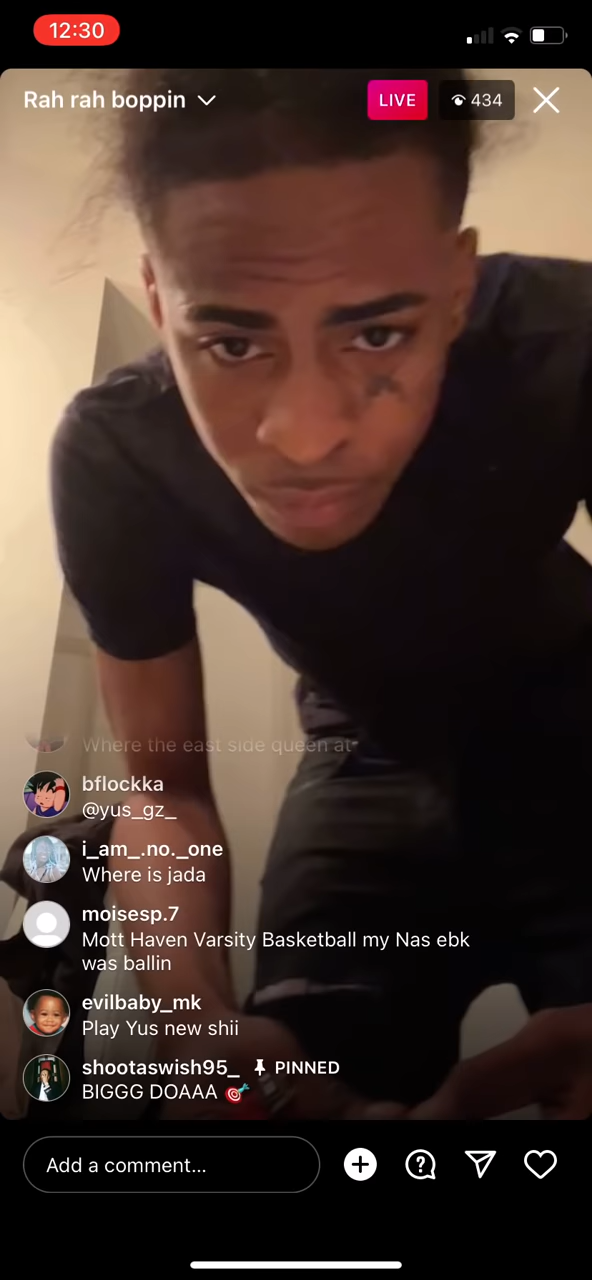 12:30
Rah rah boppin
LIVE
434
Where the east side queen at
bflockka
@yus_gz_
i_am_.no._one
Where is jada
moisesp.7
Mott Haven Varsity Basketball my Nas ebk
was ballin
evilbaby_mk
Play Yus new shii
shootaswish95_ PINNED
BIGGG DOAAA 🎯
Add a comment...